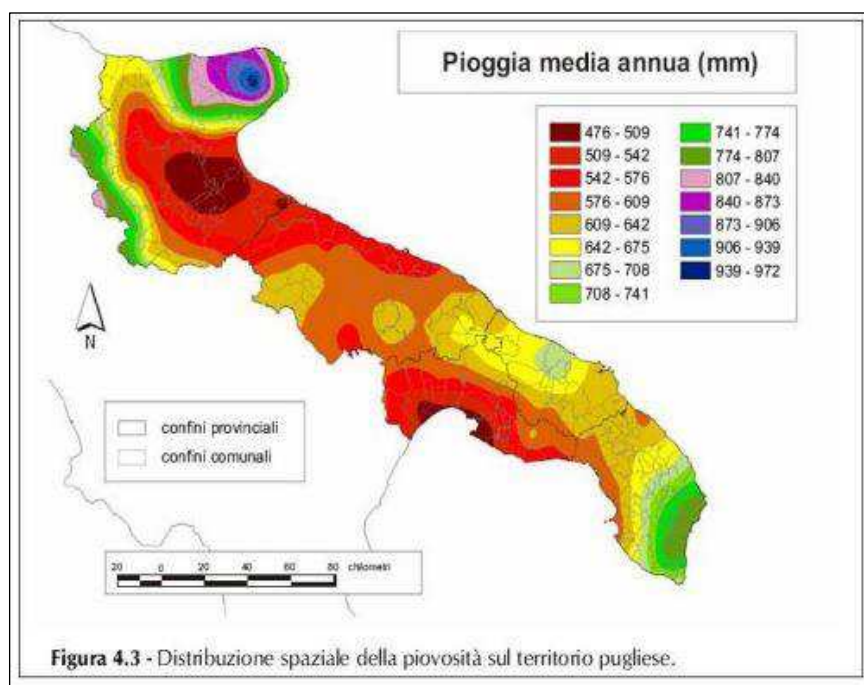 Pioggia media annua (mm)
476 - 509
509 - 542
542 - 576
576 - 609
609 - 642
642 - 675
675 - 708
708 - 741
741 - 774
774 - 807
807 - 840
840 - 873
873 - 906
906 - 939
939 - 972
N
confini provinciali
confini comunali
20 0 20 40 60 80 chilometri
Figura 4.3 - Distribuzione spaziale della piovosità sul territorio pugliese.